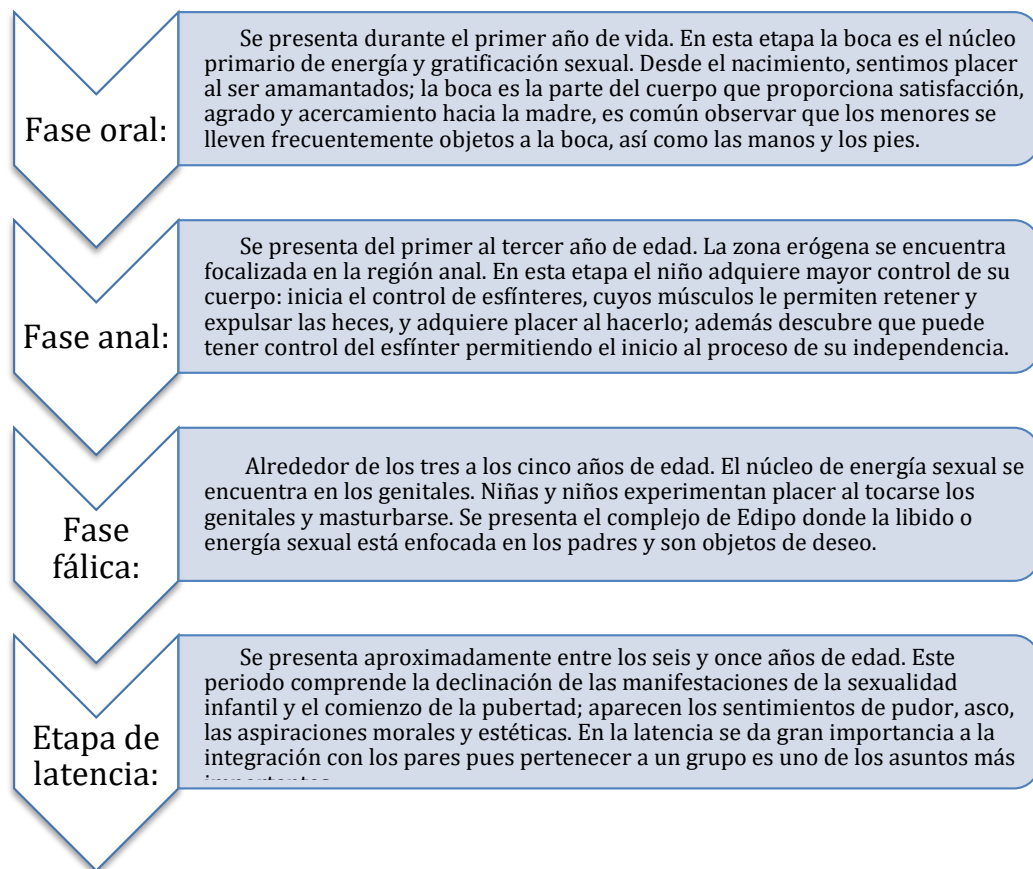 Fase oral:
Se presenta durante el primer año de vida. En esta etapa la boca es el núcleo
primario de energía y gratificación sexual. Desde el nacimiento, sentimos placer
al ser amamantados; la boca es la parte del cuerpo que proporciona satisfacción,
agrado y acercamiento hacia la madre, es común observar que los menores se
lleven frecuentemente objetos a la boca, así como las manos y los pies.
Fase anal:
Se presenta del primer al tercer año de edad. La zona erógena se encuentra
focalizada en la región anal. En esta etapa el niño adquiere mayor control de su
cuerpo: inicia el control de esfínteres, cuyos músculos le permiten retener y
expulsar las heces, y adquiere placer al hacerlo; además descubre que puede
tener control del esfínter permitiendo el inicio al proceso de su independencia.
Fase
fálica:
Alrededor de los tres a los cinco años de edad. El núcleo de energía sexual se
encuentra en los genitales. Niñas y niños experimentan placer al tocarse los
genitales y masturbarse. Se presenta el complejo de Edipo donde la libido o
energía sexual está enfocada en los padres y son objetos de deseo.
Etapa de
latencia:
Se presenta aproximadamente entre los seis y once años de edad. Este
periodo comprende la declinación de las manifestaciones de la sexualidad
infantil y el comienzo de la pubertad; aparecen los sentimientos de pudor, asco,
las aspiraciones morales y estéticas. En la latencia se da gran importancia a la
integración con los pares pues pertenecer a un grupo es uno de los asuntos más